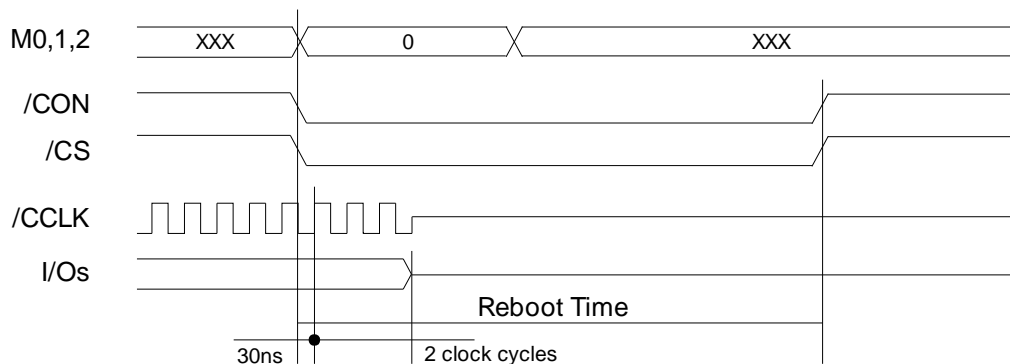 M0,1,2 XXX 0 XXX
/CON
/CS
/CCLK
I/Os
Reboot Time
30ns 2 clock cycles